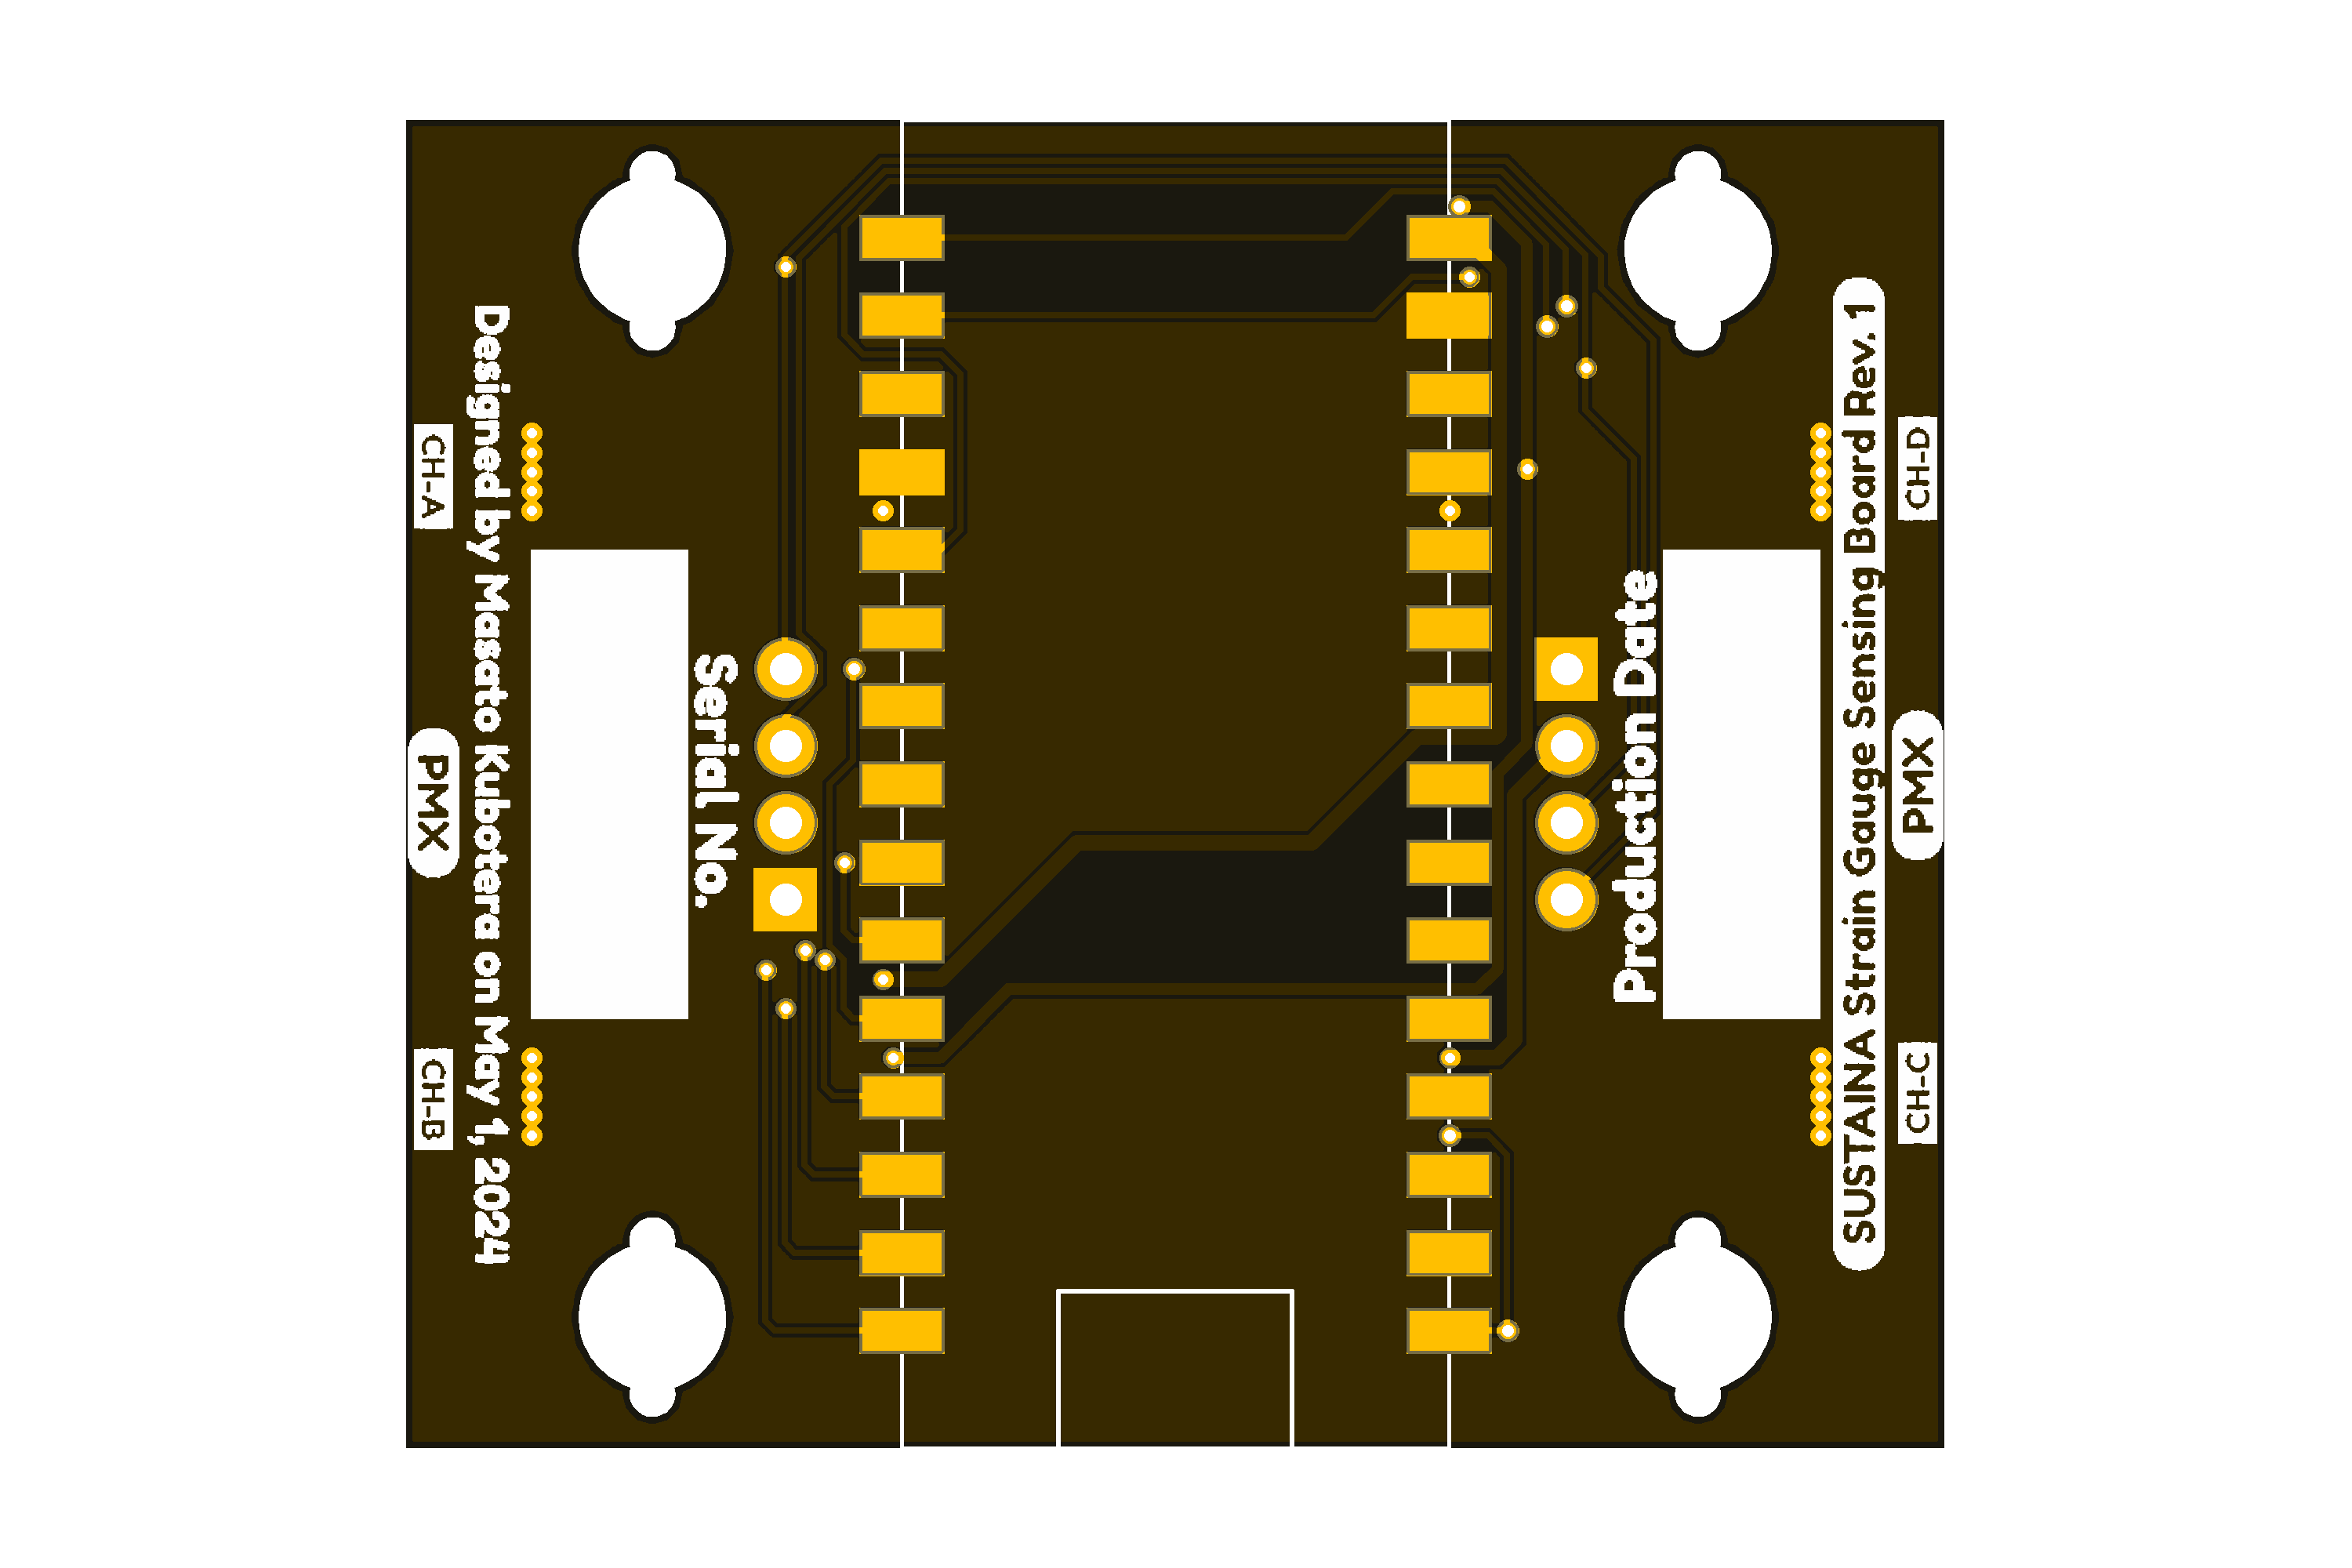 Designed by Masato Kubotera on May 1, 2024
CH-A
PMX
CH-B
Serial No.
Production Date
SUSTAINA Strain Gauge Sensing Board Rev. 1
CH-D
PMX
CH-C